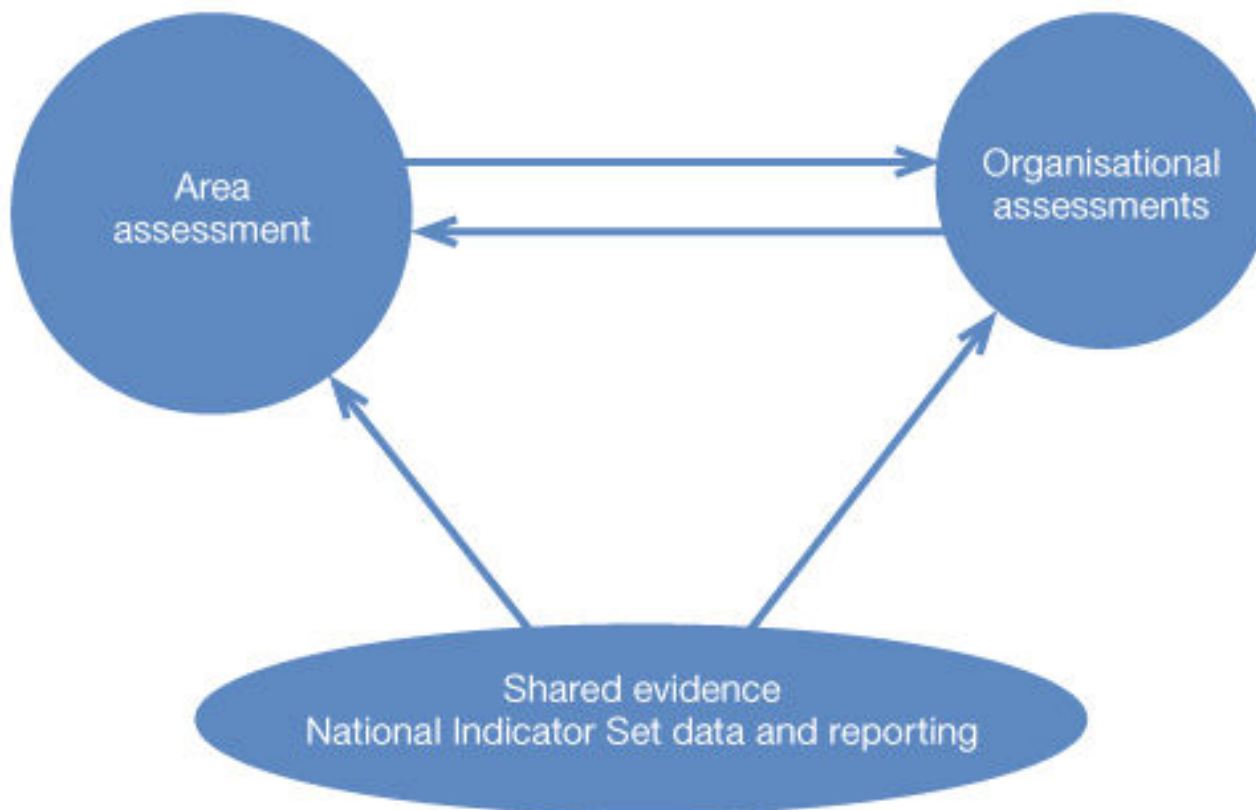 Area
assessment
Organisational
assessments
Shared evidence
National Indicator Set data and reporting